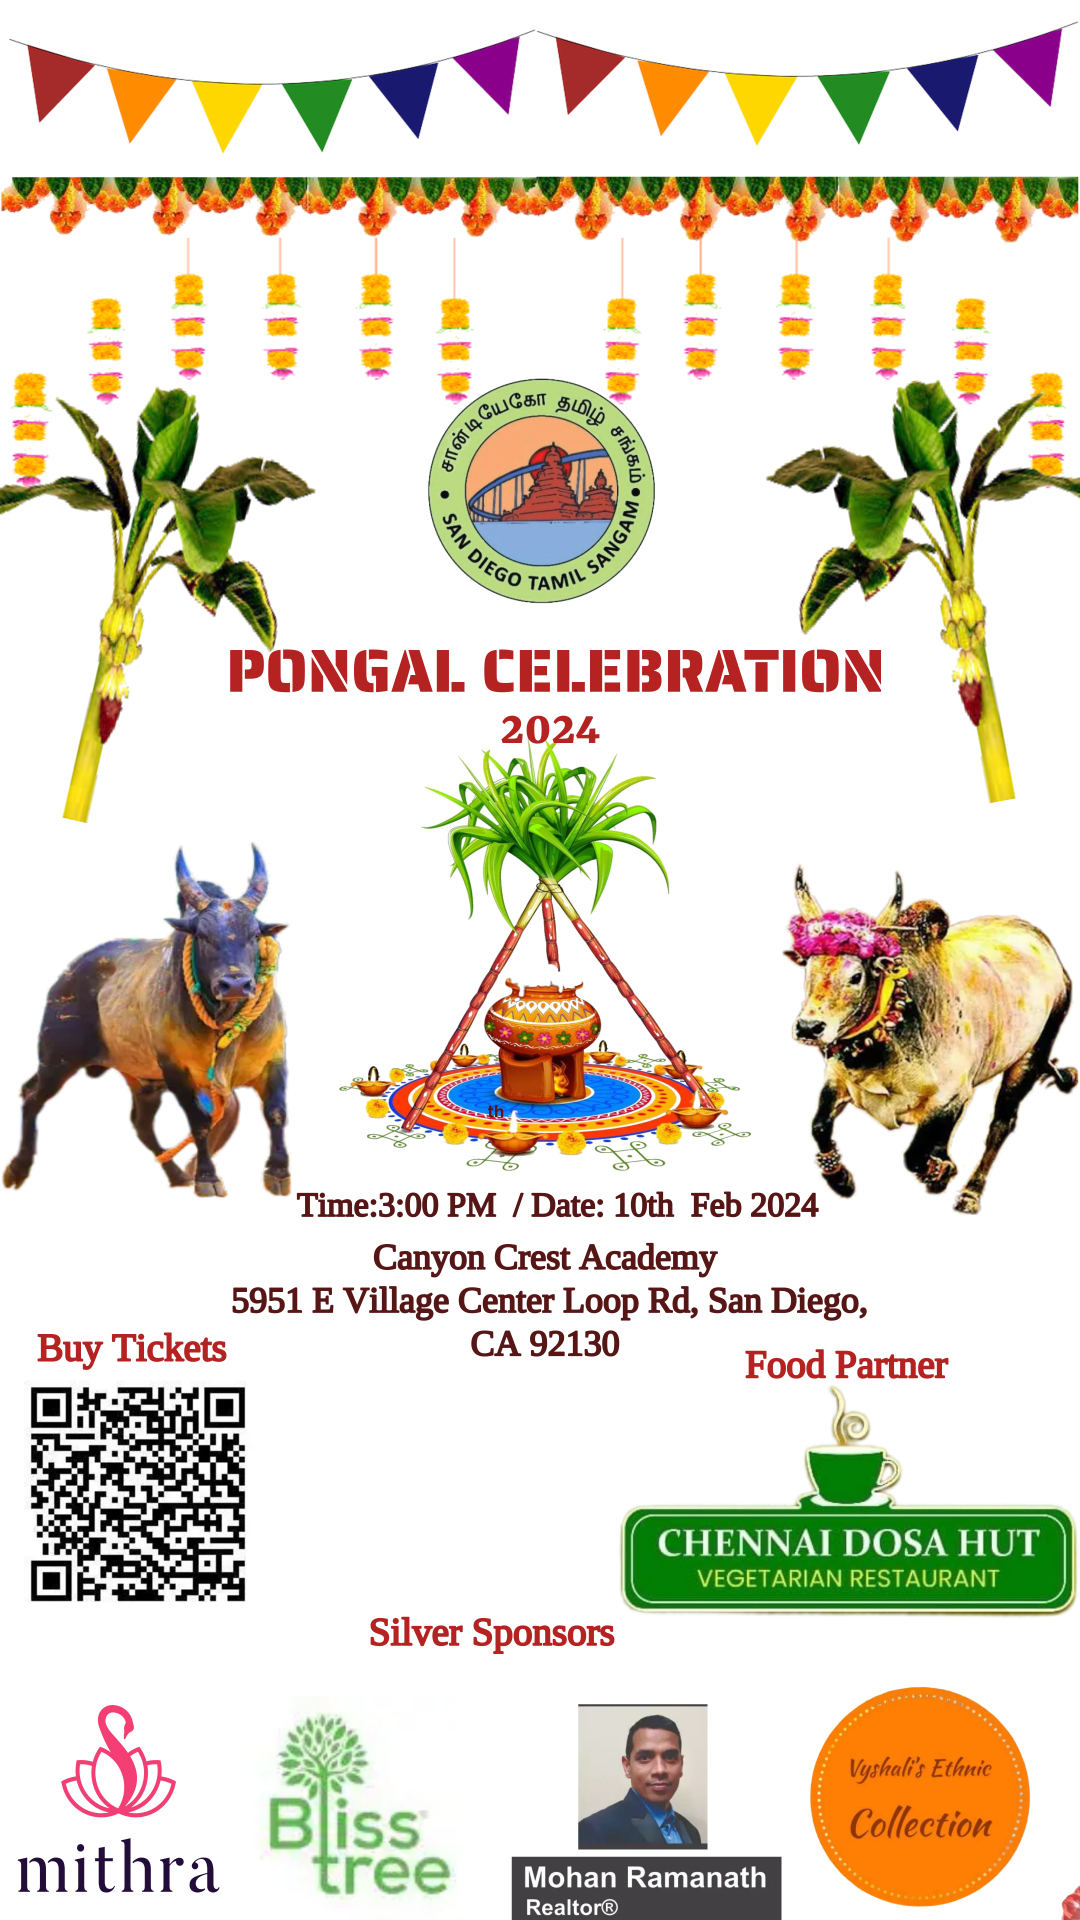 சான்டியேகோ தமிழ் சங்கம்
SAN DIEGO TAMIL SANGAM
PONGAL CELEBRATION
2024
th
Time:3:00 PM / Date: 10th Feb 2024
Canyon Crest Academy
5951 E Village Center Loop Rd, San Diego,
CA 92130
Buy Tickets
Food Partner
CHENNAI DOSA HUT
VEGETARIAN RESTAURANT
Silver Sponsors
mithra
Bliss
tree
Mohan Ramanath
Realtor®
Vyshali's Ethnic
Collection